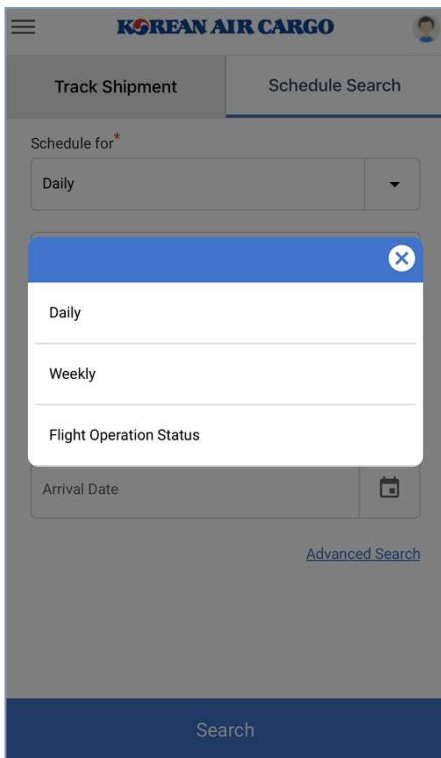 KOREAN AIR CARGO
Track Shipment
Schedule Search
Schedule for*
Daily
Daily
Weekly
Flight Operation Status
Arrival Date
Advanced Search
Search